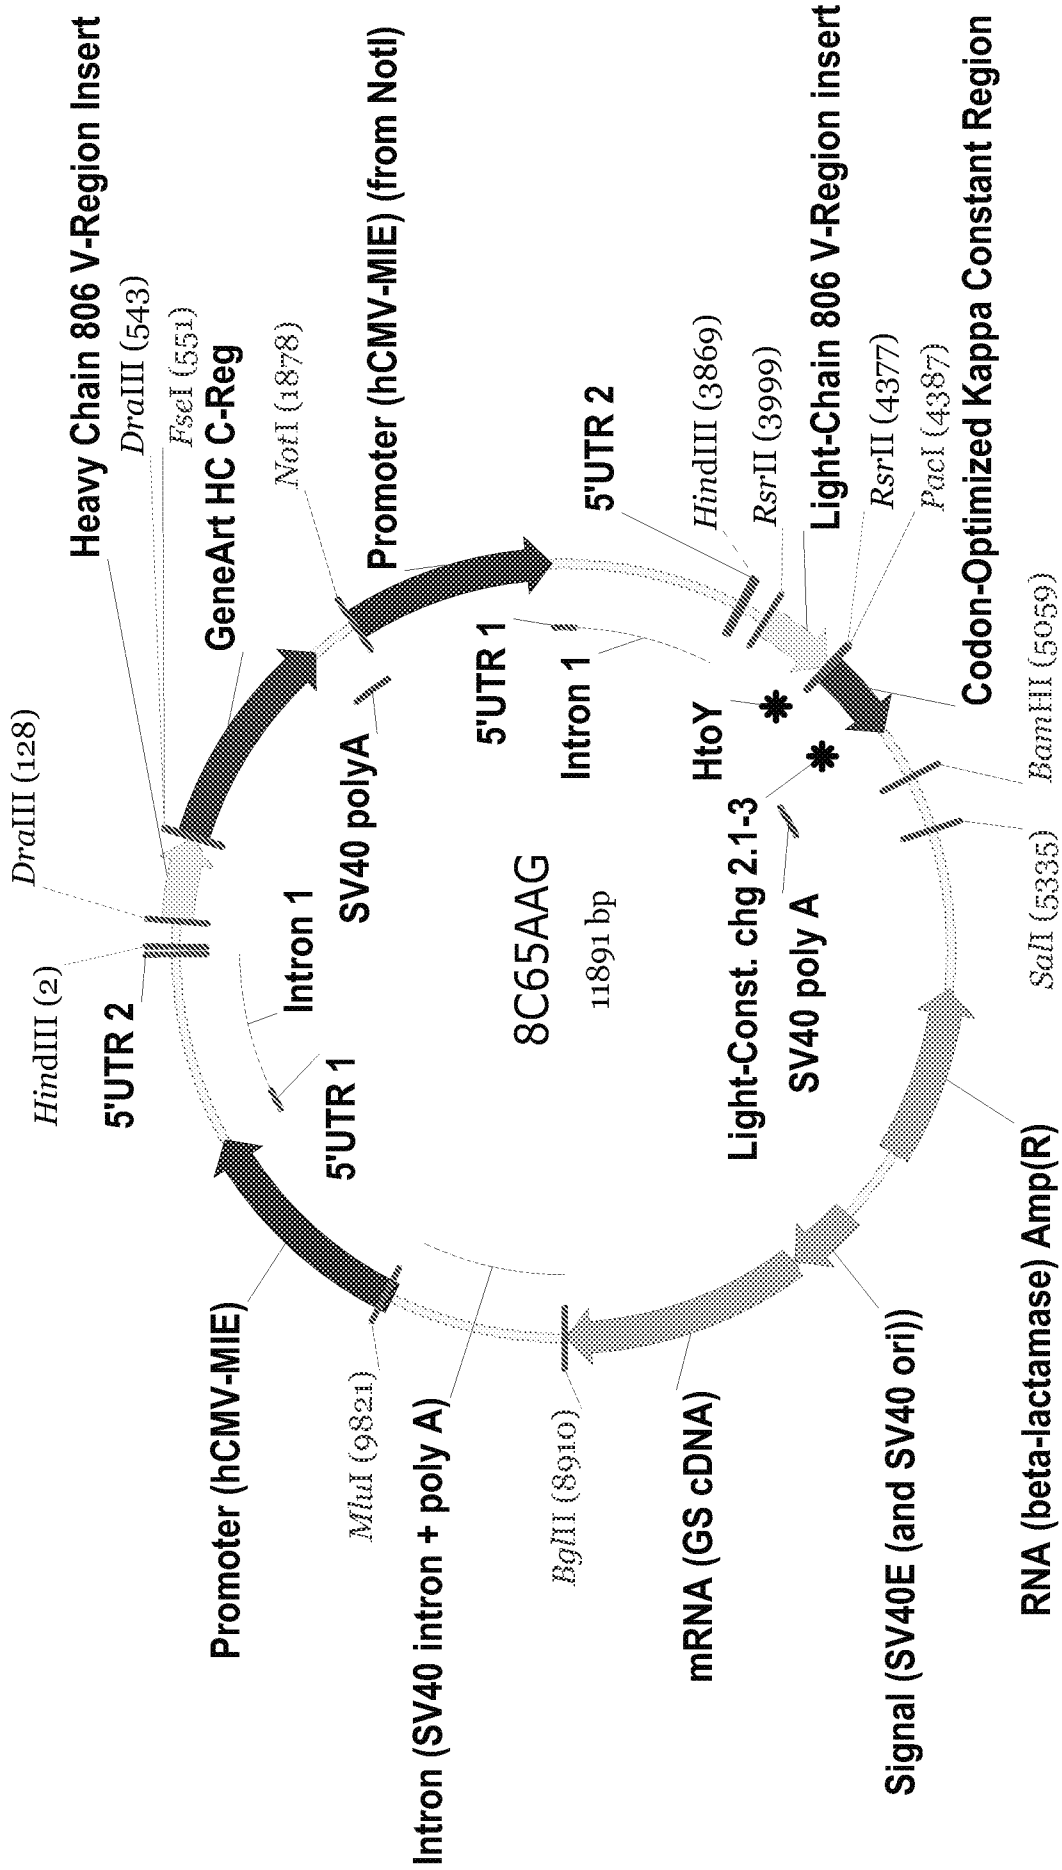 Heavy Chain 806 V-Region Insert
DraIII (543)
FseI (551)
GeneArt HC C-Reg
NotI (1878)
Promoter (hCMV-MIE) (from NotI)
5'UTR 2
HindIII (3869)
RsrII (3999)
Light-Chain 806 V-Region insert
RsrII (4377)
PacI (4387)
Codon-Optimized Kappa Constant Region
BamHI (5059)
SalI (5335)
RNA (beta-lactamase) Amp(R)
Signal (SV40E (and SV40 ori))
mRNA (GS cDNA)
BglII (8910)
Intron (SV40 intron + poly A)
MluI (9821)
Promoter (hCMV-MIE)
5'UTR 2
HindIII (2)
DraIII (128)
SV40 polyA
5'UTR 1
Intron 1
HtoY
Light-Const. chg 2.1-3
SV40 poly A
5'UTR 1
Intron 1
8C65AAG
11891 bp